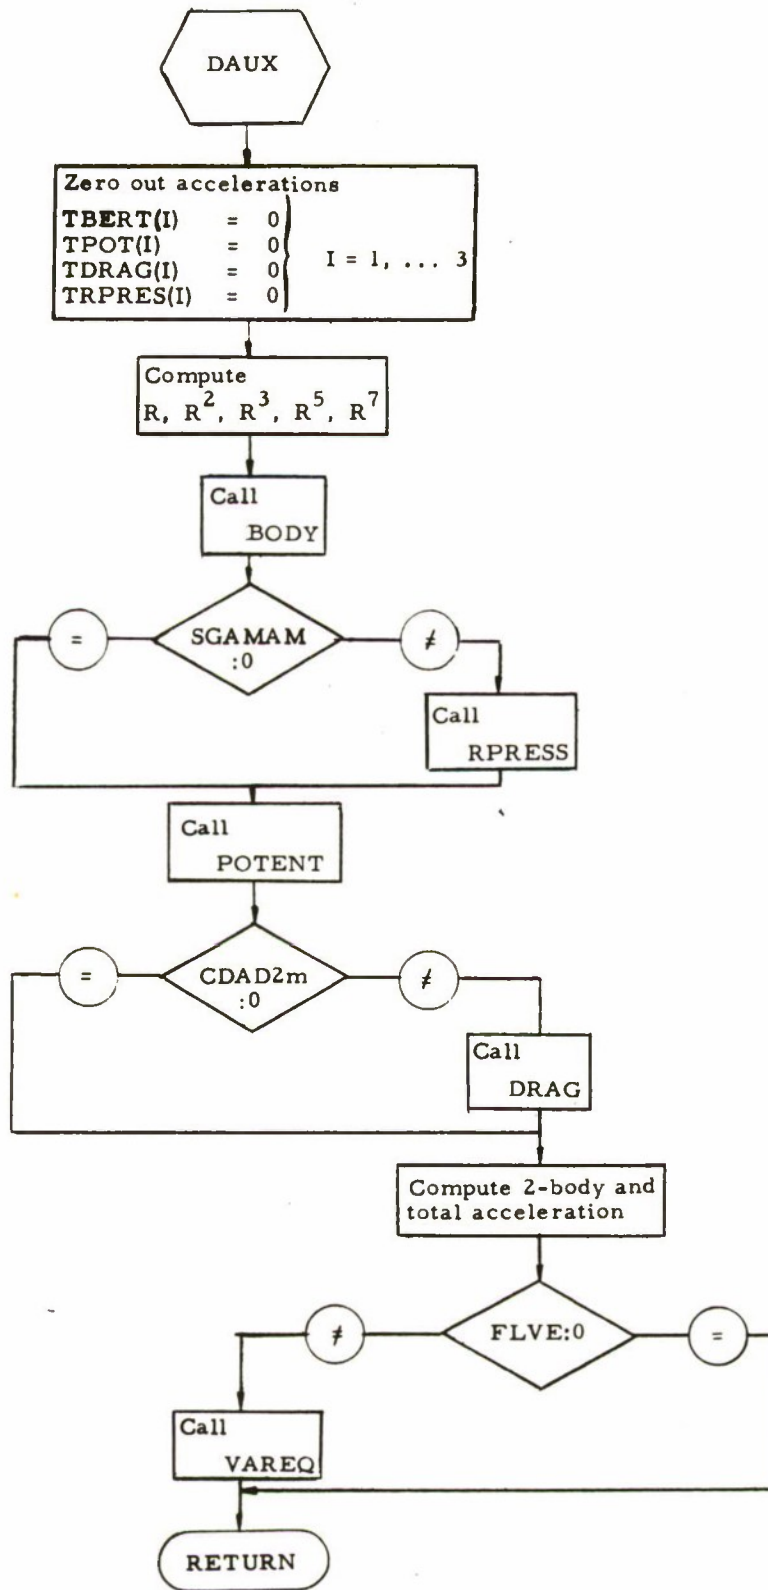 DAUX
Zero out accelerations
TBERT(I) = 0
TPOT(I) = 0
TDRAG(I) = 0
TRPRES(I) = 0
I = 1, ... 3
Compute
R, R², R³, R⁵, R⁷
Call
BODY
= SGAMAM ≠
:0
Call
RPRESS
Call
POTENT
= CDAD2m ≠
:0
Call
DRAG
Compute 2-body and
total acceleration
≠ FLVE:0 =
Call
VAREQ
RETURN